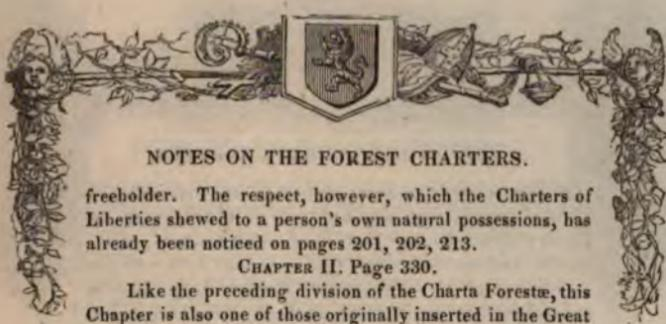 NOTES ON THE FOREST CHARTERS.
freeholder. The respect, however, which the Charters of
Liberties shewed to a person's own natural possessions, has
already been noticed on pages 201, 202, 213.
CHAPTER II. Page 330.
Like the preceding division of the Charta Forestæ, this
Chapter is also one of those originally inserted in the Great